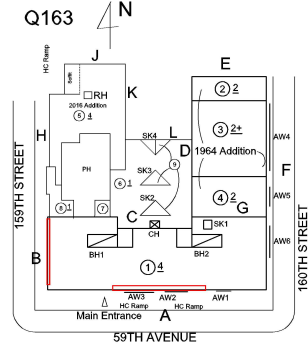 Q163
N
HC Ramp
J
E
Soffit
RH
2016 Addition
5 4
K
2 2
H
SK4
L
3 2+
D
1964 Addition
AW4
PH
SK3
9
6 1
F
159TH STREET
160TH STREET
SK2
4 2
AW5
8 1
7
C
G
SK1
CH
AW6
B
BH1
BH2
1 4
AW3
AW2
AW1
HC Ramp
HC Ramp
Main Entrance
A
59TH AVENUE